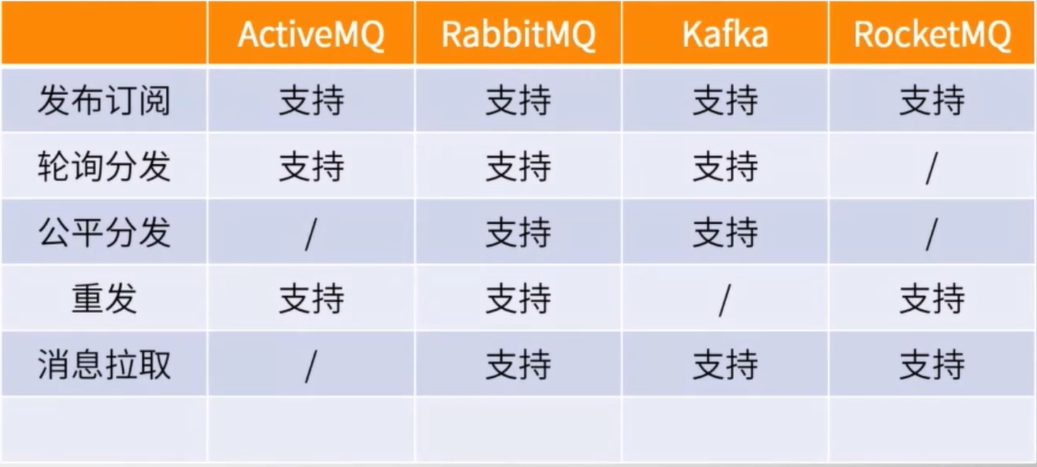 ActiveMQ RabbitMQ Kafka RocketMQ
发布订阅 支持 支持 支持 支持
轮询分发 支持 支持 支持 /
公平分发 / 支持 支持 /
重发 支持 支持 / 支持
消息拉取 / 支持 支持 支持